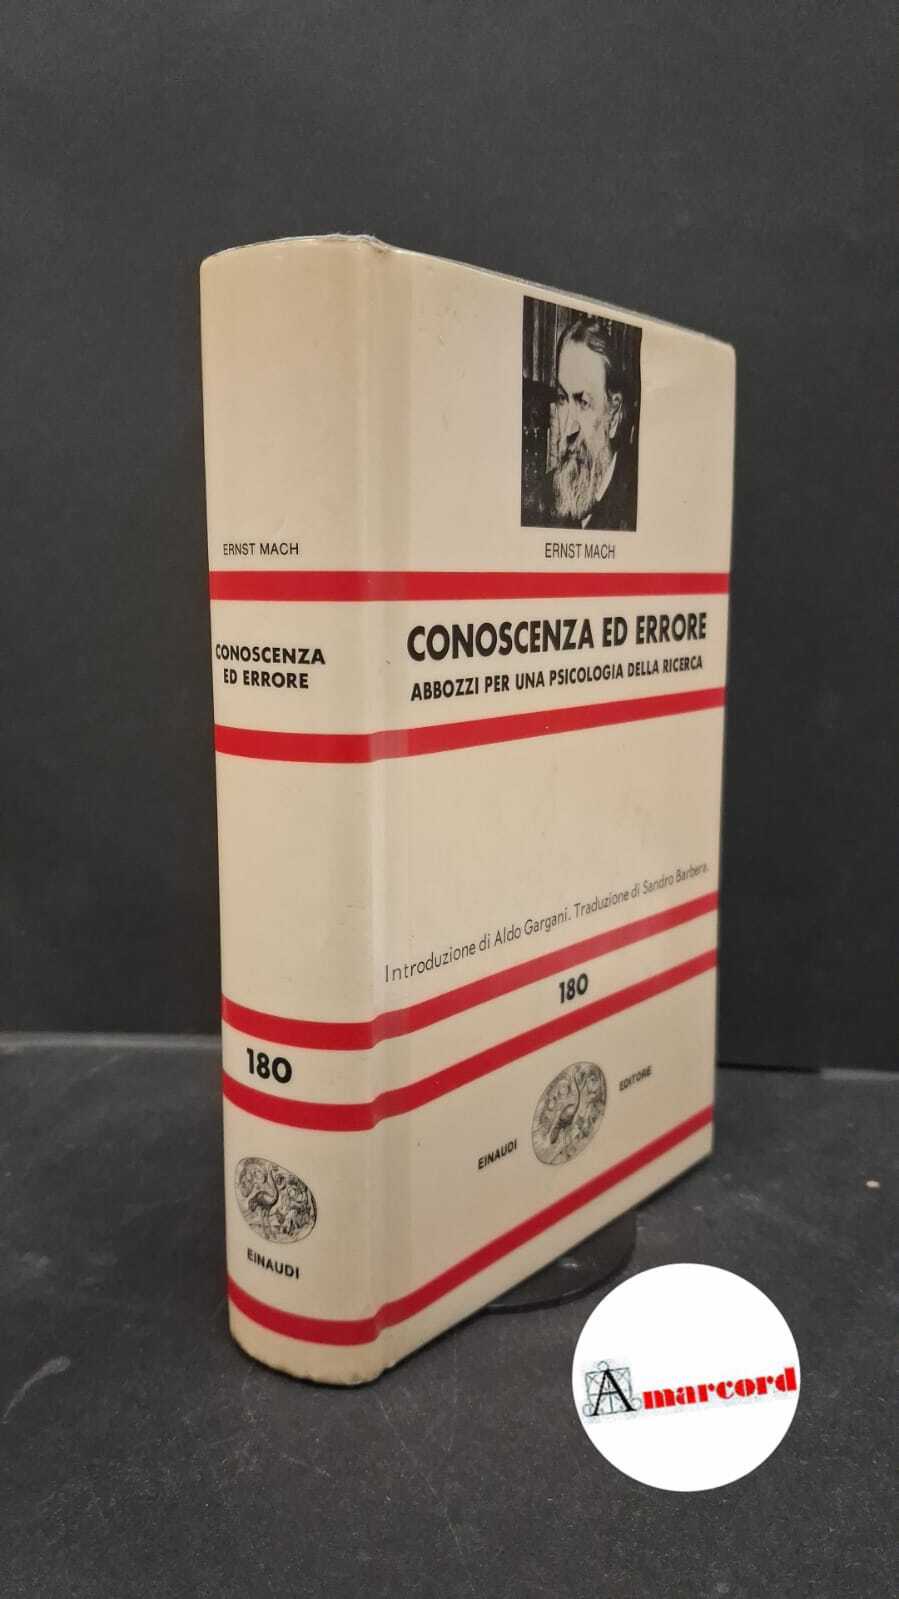 ERNST MACH
CONOSCENZA
ED ERRORE
180
EINAUDI
ERNST MACH
CONOSCENZA ED ERRORE
ABBOZZI PER UNA PSICOLOGIA DELLA RICERCA
Introduzione di Aldo Gargani. Traduzione di Sandro Barbera.
180
EINAUDI EDITORE
Amarcord